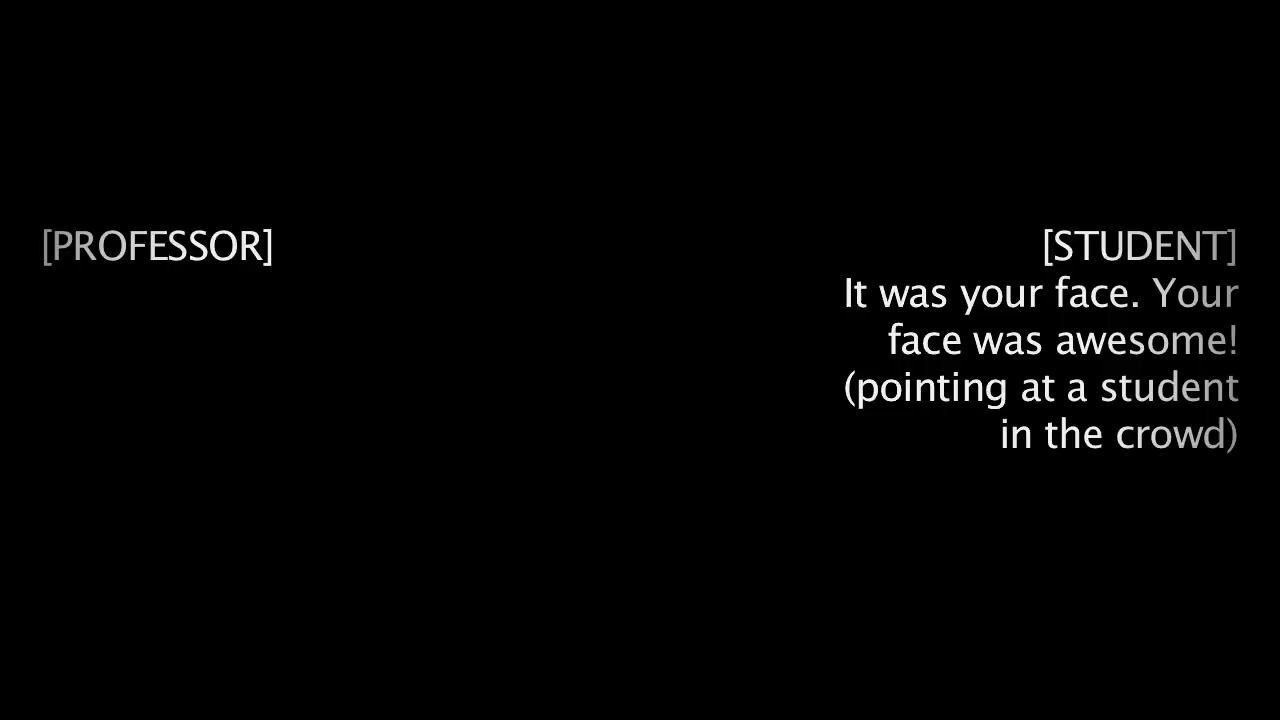 [PROFESSOR]
[STUDENT]
It was your face. Your
face was awesome!
(pointing at a student
in the crowd)